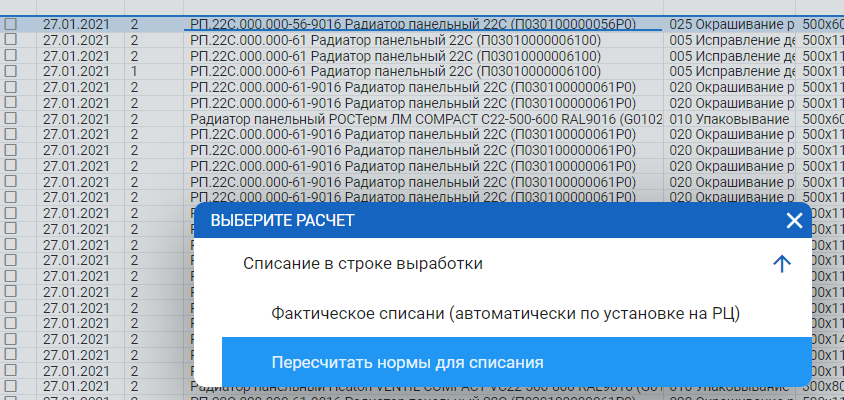 27.01.2021 2 РП.22С.000.000-56-9016 Радиатор панельный 22С (П030100000056Р0) 025 Окрашивание р 500х60
27.01.2021 2 РП.22С.000.000-61 Радиатор панельный 22С (П03010000006100) 005 Исправление де 500х11
27.01.2021 2 РП.22С.000.000-61 Радиатор панельный 22С (П03010000006100) 005 Исправление де 500х11
27.01.2021 1 РП.22С.000.000-61 Радиатор панельный 22С (П03010000006100) 005 Исправление де 500х11
27.01.2021 2 РП.22С.000.000-61-9016 Радиатор панельный 22С (П030100000061Р0) 020 Окрашивание р 500х11
27.01.2021 2 РП.22С.000.000-61-9016 Радиатор панельный 22С (П030100000061Р0) 020 Окрашивание р 500х11
27.01.2021 2 Радиатор панельный РОСТерм ЛМ COMPACT C22-500-600 RAL9016 (G0102 010 Упаковывание 500х60
27.01.2021 2 РП.22С.000.000-61-9016 Радиатор панельный 22С (П030100000061Р0) 020 Окрашивание р 500х11
27.01.2021 2 РП.22С.000.000-61-9016 Радиатор панельный 22С (П030100000061Р0) 020 Окрашивание р 500х11
27.01.2021 2 РП.22С.000.000-61-9016 Радиатор панельный 22С (П030100000061Р0) 020 Окрашивание р 500х11
27.01.2021 2 РП.22С.000.000-61-9016 Радиатор панельный 22С (П030100000061Р0) 020 Окрашивание р 500х11
27.01.2021 2 РП.22С.000.000-61-9016 Радиатор панельный 22С (П030100000061Р0) 020 Окрашивание р 500х11
27.01.2021 2 500х11
ВЫБЕРИТЕ РАСЧЕТ
27.01.2021 2 500х11
27.01.2021 2 500х11
Списание в строке выработки
27.01.2021 2 500х11
27.01.2021 2 500х11
27.01.2021 2 500х11
Фактическое списани (автоматически по установке на РЦ)
27.01.2021 2 500х11
27.01.2021 2 500х14
27.01.2021 2 500х11
Пересчитать нормы для списания
27.01.2021 2 500х11
27.01.2021 2 500х80